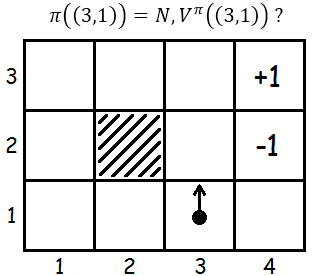 π((3,1)) = N, V^π((3,1)) ?
3 +1
2 -1
1
1 2 3 4